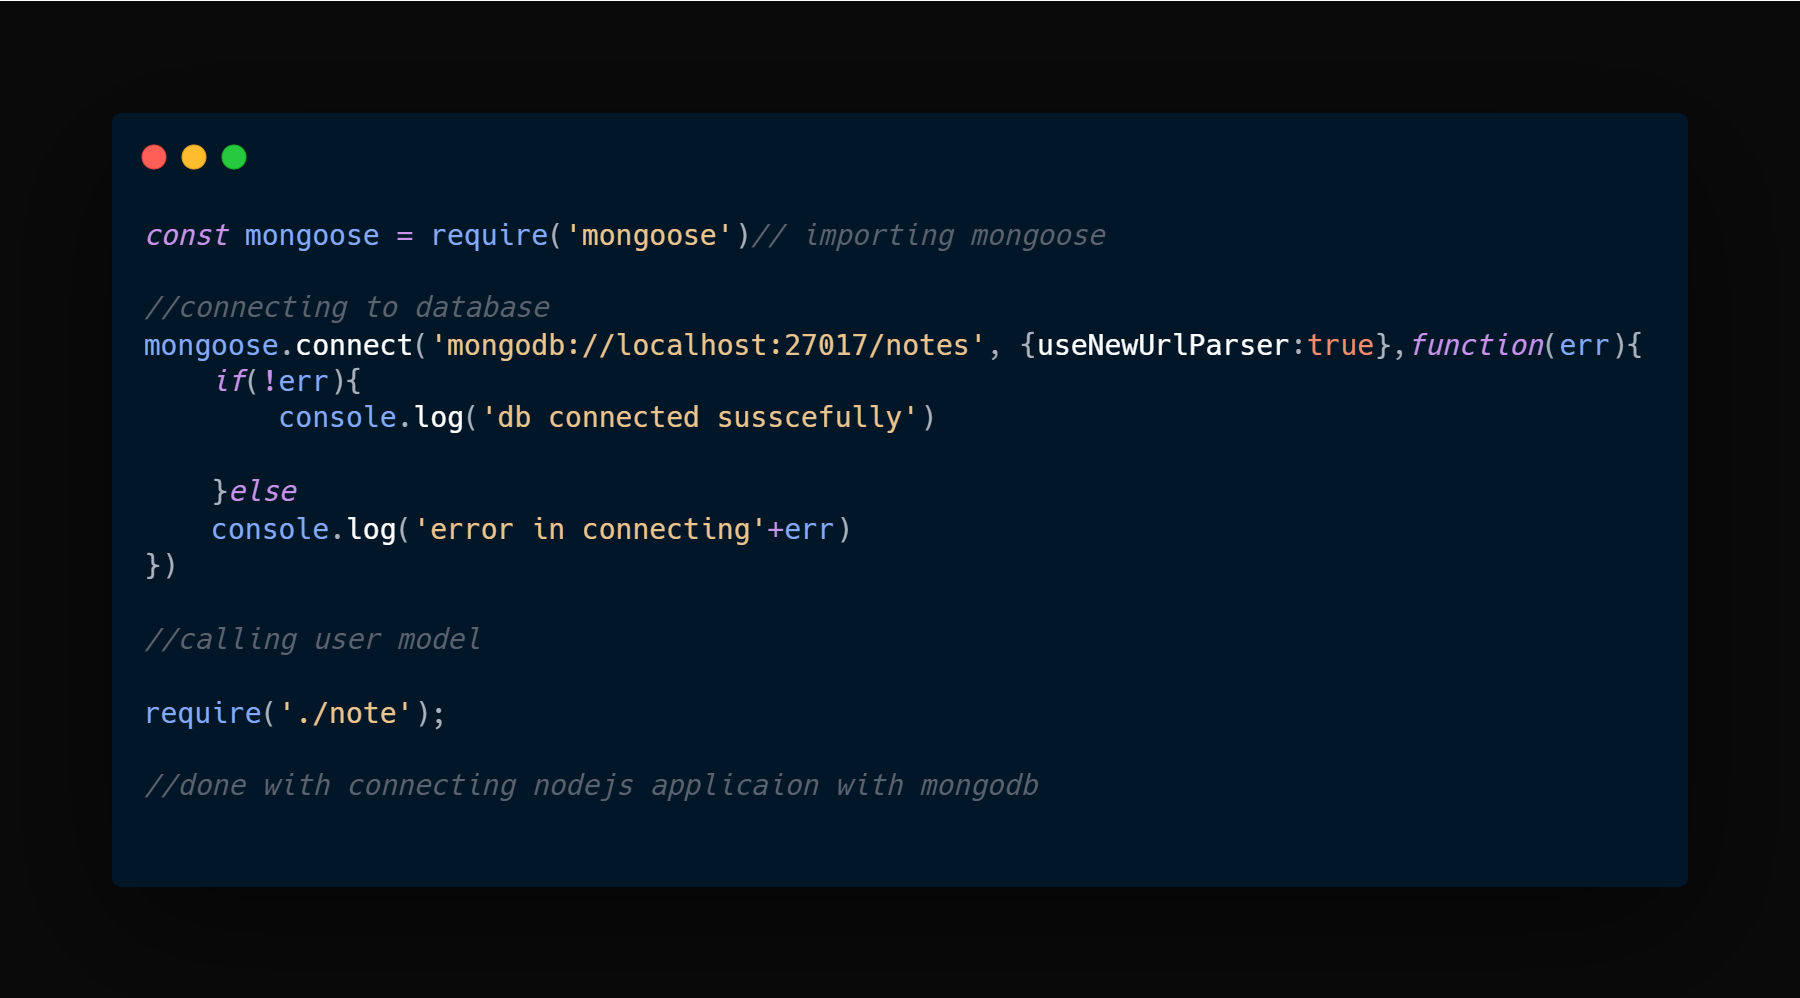 const mongoose = require('mongoose')// importing mongoose
//connecting to database
mongoose.connect('mongodb://localhost:27017/notes', {useNewUrlParser:true},function(err){
    if(!err){
        console.log('db connected susscefully')
    }else
    console.log('error in connecting'+err)
})
//calling user model
require('./note');
//done with connecting nodejs applicaion with mongodb